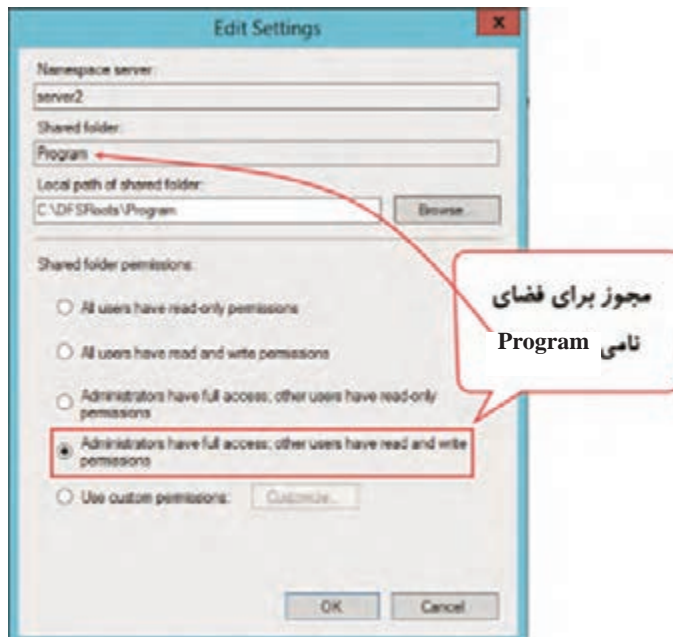 Edit Settings
x
Namespace server:
server2
Shared folder:
Program
Local path of shared folder:
C:\DFSRoots\Program
Browse...
Shared folder permissions:
All users have read-only permissions
All users have read and write permissions
Administrators have full access; other users have read-only
permissions
Administrators have full access; other users have read and write
permissions
Use custom permissions:
Customize...
OK
Cancel
مجوز برای فضای
نامی Program